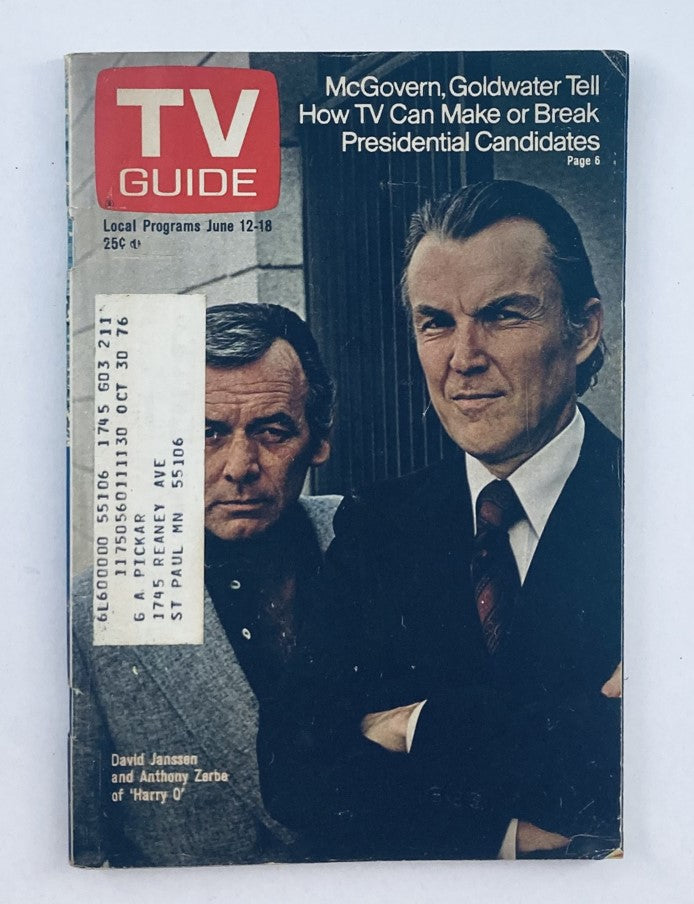 TV
GUIDE
McGovern, Goldwater Tell
How TV Can Make or Break
Presidential Candidates
Page 6
Local Programs June 12-18
25¢
6L600000 55106 1745 G03 211
11750560111130 OCT 30 76
G A PICKAR
1745 REANEY AVE
ST PAUL MN 55106
David Janssen
and Anthony Zerbe
of 'Harry O'